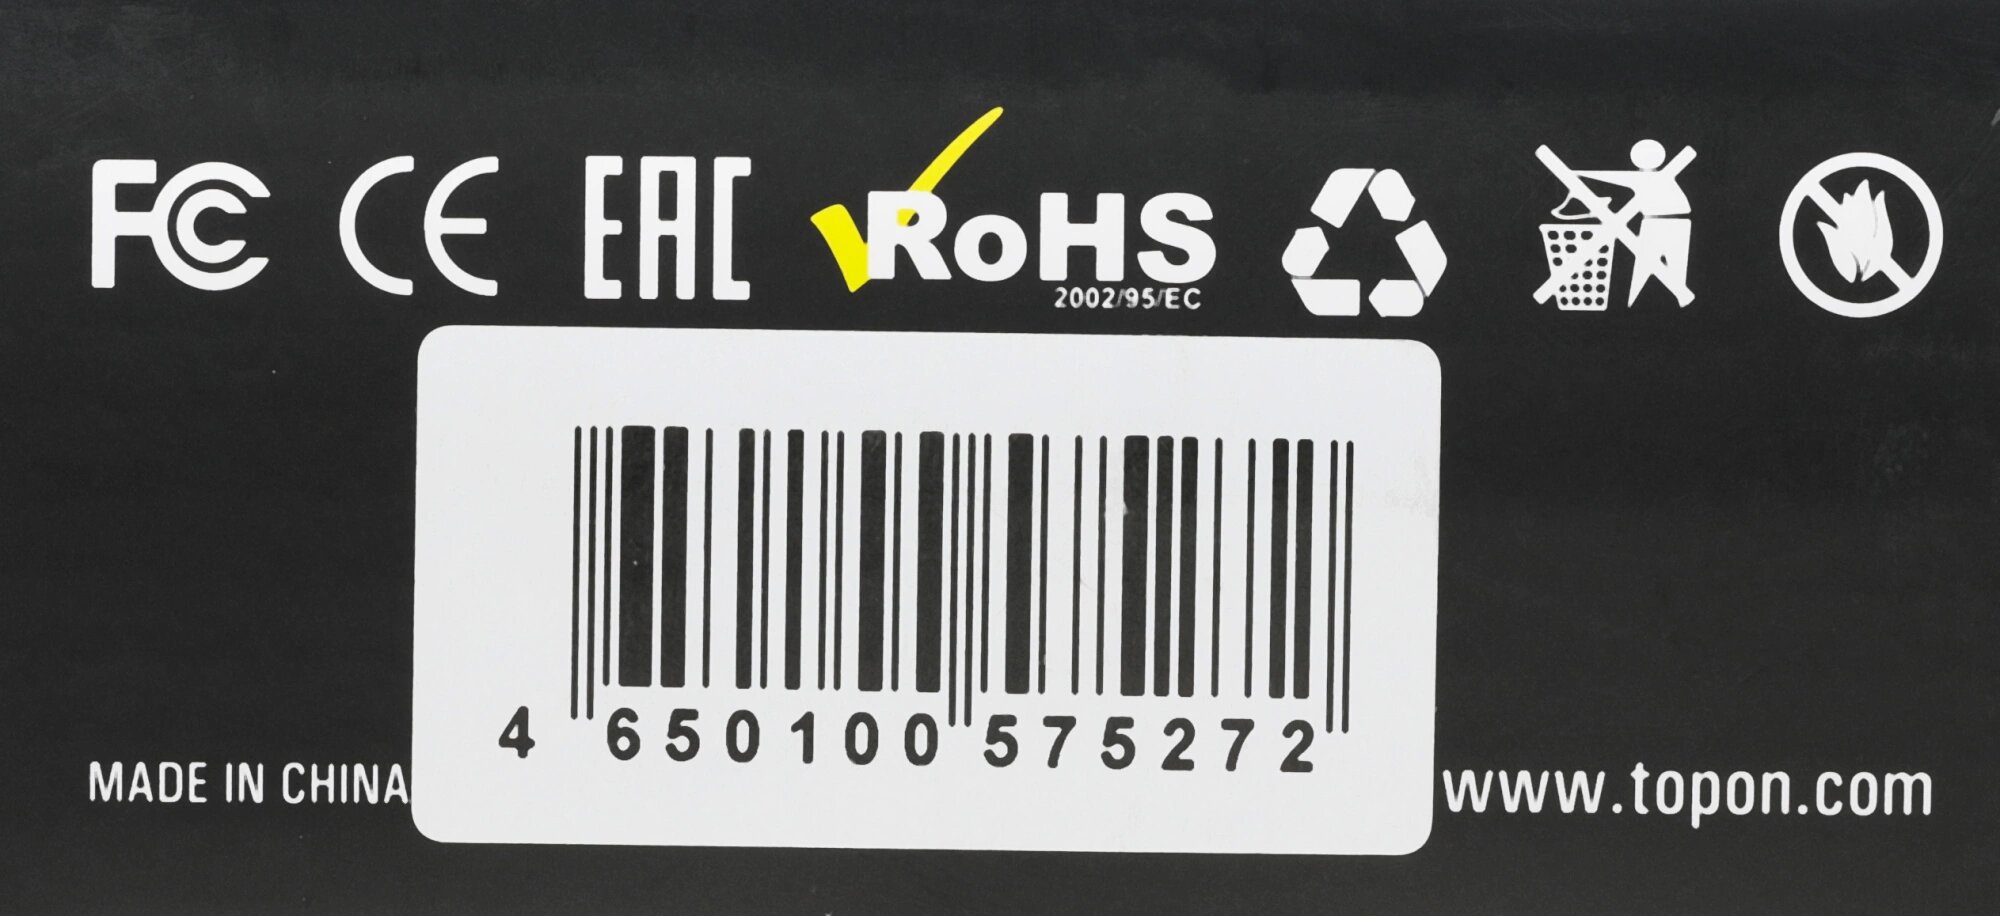 FC CE EAC RoHS
2002/95/EC
4 650100 575272
MADE IN CHINA
www.topon.com